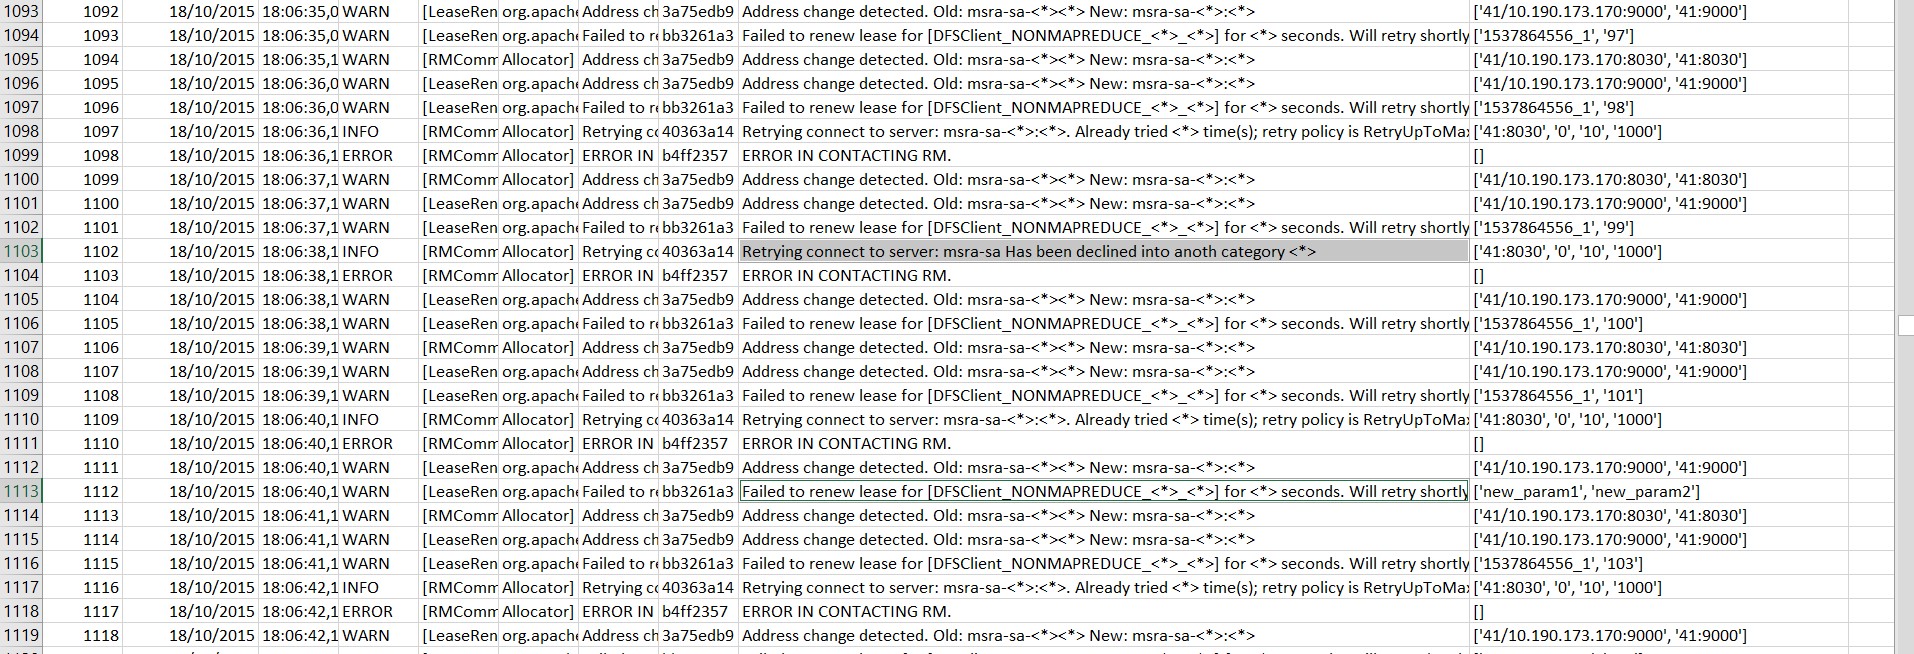 1093 1092 18/10/2015 18:06:35,0 WARN [LeaseRen org.apache Address ch 3a75edb9 Address change detected. Old: msra-sa-<*><*> New: msra-sa-<*>:<*> ['41/10.190.173.170:9000', '41:9000']
1094 1093 18/10/2015 18:06:35,0 WARN [LeaseRen org.apache Failed to re bb3261a3 Failed to renew lease for [DFSClient_NONMAPREDUCE_<*>_<*>] for <*> seconds. Will retry shortly ['1537864556_1', '97']
1095 1094 18/10/2015 18:06:35,1 WARN [RMComm Allocator] Address ch 3a75edb9 Address change detected. Old: msra-sa-<*><*> New: msra-sa-<*>:<*> ['41/10.190.173.170:8030', '41:8030']
1096 1095 18/10/2015 18:06:36,0 WARN [LeaseRen org.apache Address ch 3a75edb9 Address change detected. Old: msra-sa-<*><*> New: msra-sa-<*>:<*> ['41/10.190.173.170:9000', '41:9000']
1097 1096 18/10/2015 18:06:36,0 WARN [LeaseRen org.apache Failed to re bb3261a3 Failed to renew lease for [DFSClient_NONMAPREDUCE_<*>_<*>] for <*> seconds. Will retry shortly ['1537864556_1', '98']
1098 1097 18/10/2015 18:06:36,1 INFO [RMComm Allocator] Retrying co 40363a14 Retrying connect to server: msra-sa-<*>:<*>. Already tried <*> time(s); retry policy is RetryUpToMax ['41:8030', '0', '10', '1000']
1099 1098 18/10/2015 18:06:36,1 ERROR [RMComm Allocator] ERROR IN b4ff2357 ERROR IN CONTACTING RM. []
1100 1099 18/10/2015 18:06:37,1 WARN [RMComm Allocator] Address ch 3a75edb9 Address change detected. Old: msra-sa-<*><*> New: msra-sa-<*>:<*> ['41/10.190.173.170:8030', '41:8030']
1101 1100 18/10/2015 18:06:37,1 WARN [LeaseRen org.apache Address ch 3a75edb9 Address change detected. Old: msra-sa-<*><*> New: msra-sa-<*>:<*> ['41/10.190.173.170:9000', '41:9000']
1102 1101 18/10/2015 18:06:37,1 WARN [LeaseRen org.apache Failed to re bb3261a3 Failed to renew lease for [DFSClient_NONMAPREDUCE_<*>_<*>] for <*> seconds. Will retry shortly ['1537864556_1', '99']
1103 1102 18/10/2015 18:06:38,1 INFO [RMComm Allocator] Retrying co 40363a14 Retrying connect to server: msra-sa Has been declined into anoth category <*> ['41:8030', '0', '10', '1000']
1104 1103 18/10/2015 18:06:38,1 ERROR [RMComm Allocator] ERROR IN b4ff2357 ERROR IN CONTACTING RM. []
1105 1104 18/10/2015 18:06:38,1 WARN [LeaseRen org.apache Address ch 3a75edb9 Address change detected. Old: msra-sa-<*><*> New: msra-sa-<*>:<*> ['41/10.190.173.170:9000', '41:9000']
1106 1105 18/10/2015 18:06:38,1 WARN [LeaseRen org.apache Failed to re bb3261a3 Failed to renew lease for [DFSClient_NONMAPREDUCE_<*>_<*>] for <*> seconds. Will retry shortly ['1537864556_1', '100']
1107 1106 18/10/2015 18:06:39,1 WARN [RMComm Allocator] Address ch 3a75edb9 Address change detected. Old: msra-sa-<*><*> New: msra-sa-<*>:<*> ['41/10.190.173.170:8030', '41:8030']
1108 1107 18/10/2015 18:06:39,1 WARN [LeaseRen org.apache Address ch 3a75edb9 Address change detected. Old: msra-sa-<*><*> New: msra-sa-<*>:<*> ['41/10.190.173.170:9000', '41:9000']
1109 1108 18/10/2015 18:06:39,1 WARN [LeaseRen org.apache Failed to re bb3261a3 Failed to renew lease for [DFSClient_NONMAPREDUCE_<*>_<*>] for <*> seconds. Will retry shortly ['1537864556_1', '101']
1110 1109 18/10/2015 18:06:40,1 INFO [RMComm Allocator] Retrying co 40363a14 Retrying connect to server: msra-sa-<*>:<*>. Already tried <*> time(s); retry policy is RetryUpToMax ['41:8030', '0', '10', '1000']
1111 1110 18/10/2015 18:06:40,1 ERROR [RMComm Allocator] ERROR IN b4ff2357 ERROR IN CONTACTING RM. []
1112 1111 18/10/2015 18:06:40,1 WARN [LeaseRen org.apache Address ch 3a75edb9 Address change detected. Old: msra-sa-<*><*> New: msra-sa-<*>:<*> ['41/10.190.173.170:9000', '41:9000']
1113 1112 18/10/2015 18:06:40,1 WARN [LeaseRen org.apache Failed to re bb3261a3 Failed to renew lease for [DFSClient_NONMAPREDUCE_<*>_<*>] for <*> seconds. Will retry shortly ['new_param1', 'new_param2']
1114 1113 18/10/2015 18:06:41,1 WARN [RMComm Allocator] Address ch 3a75edb9 Address change detected. Old: msra-sa-<*><*> New: msra-sa-<*>:<*> ['41/10.190.173.170:8030', '41:8030']
1115 1114 18/10/2015 18:06:41,1 WARN [LeaseRen org.apache Address ch 3a75edb9 Address change detected. Old: msra-sa-<*><*> New: msra-sa-<*>:<*> ['41/10.190.173.170:9000', '41:9000']
1116 1115 18/10/2015 18:06:41,1 WARN [LeaseRen org.apache Failed to re bb3261a3 Failed to renew lease for [DFSClient_NONMAPREDUCE_<*>_<*>] for <*> seconds. Will retry shortly ['1537864556_1', '103']
1117 1116 18/10/2015 18:06:42,1 INFO [RMComm Allocator] Retrying co 40363a14 Retrying connect to server: msra-sa-<*>:<*>. Already tried <*> time(s); retry policy is RetryUpToMax ['41:8030', '0', '10', '1000']
1118 1117 18/10/2015 18:06:42,1 ERROR [RMComm Allocator] ERROR IN b4ff2357 ERROR IN CONTACTING RM. []
1119 1118 18/10/2015 18:06:42,1 WARN [LeaseRen org.apache Address ch 3a75edb9 Address change detected. Old: msra-sa-<*><*> New: msra-sa-<*>:<*> ['41/10.190.173.170:9000', '41:9000']